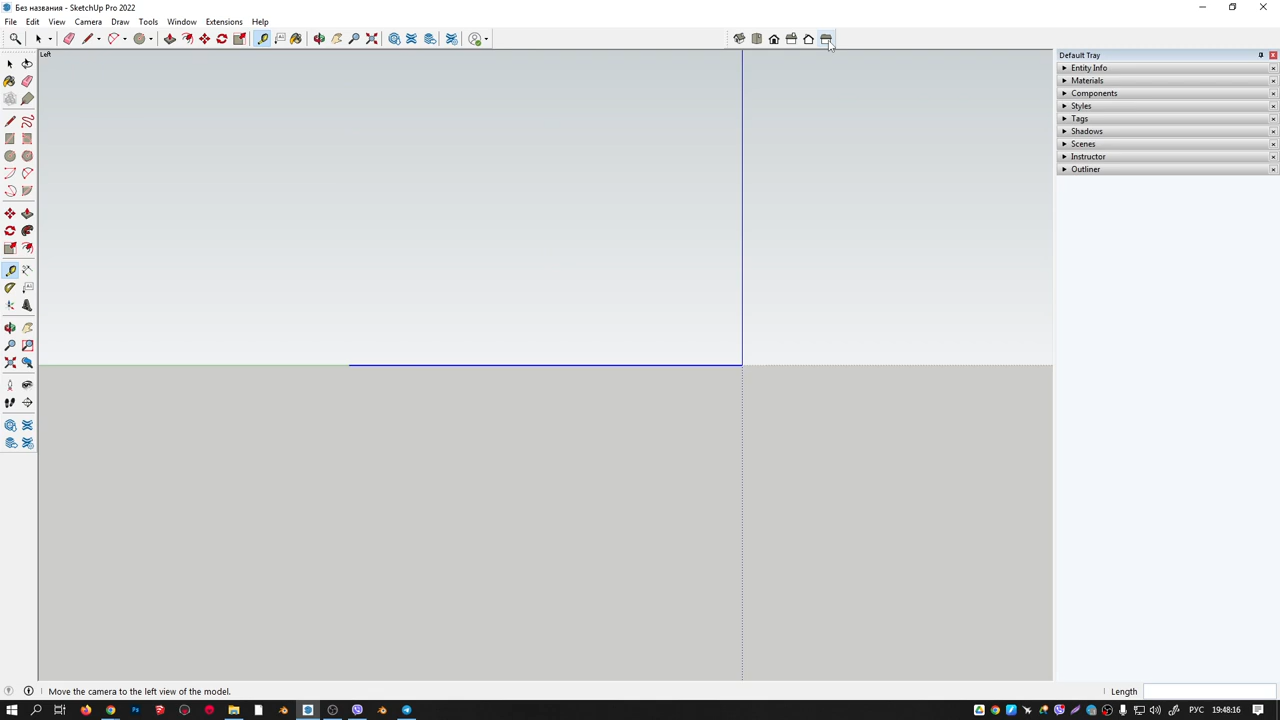 Без названия - SketchUp Pro 2022
File Edit View Camera Draw Tools Window Extensions Help
Left
Default Tray
Entity Info
Materials
Components
Styles
Tags
Shadows
Scenes
Instructor
Outliner
Move the camera to the left view of the model.
Length
РУС 19:48:16